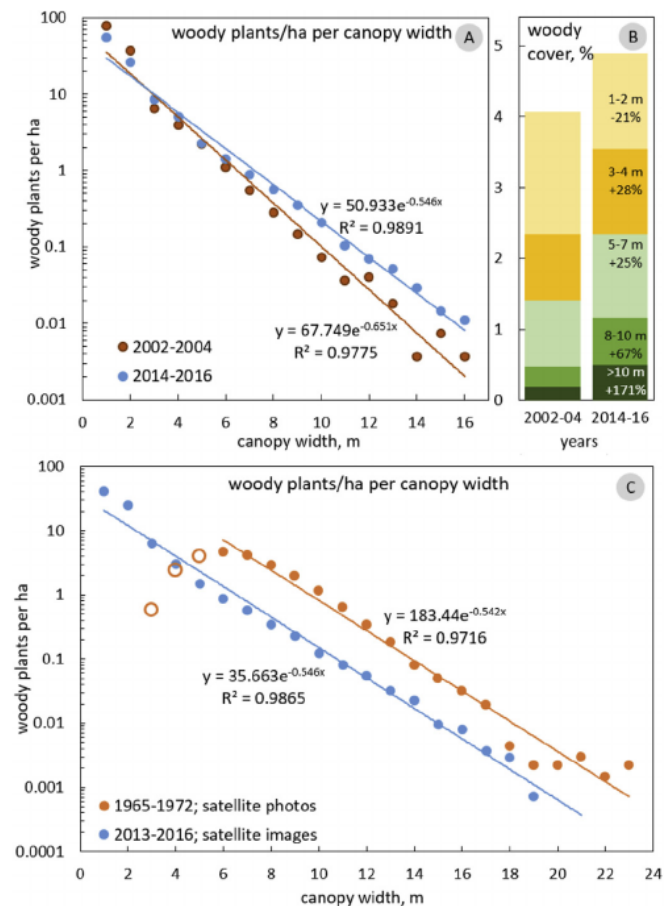 woody plants/ha per canopy width
A
100
10
1
0.1
0.01
0.001
woody plants per ha
y = 50.933e^-0.546x
R² = 0.9891
y = 67.749e^-0.651x
R² = 0.9775
2002-2004
2014-2016
0 2 4 6 8 10 12 14 16
canopy width, m
woody
cover, %
B
5
4
3
2
1
0
1-2 m
-21%
3-4 m
+28%
5-7 m
+25%
8-10 m
+67%
>10 m
+171%
2002-04 2014-16
years
woody plants/ha per canopy width
C
100
10
1
0.1
0.01
0.001
0.0001
woody plants per ha
y = 183.44e^-0.542x
R² = 0.9716
y = 35.663e^-0.546x
R² = 0.9865
1965-1972; satellite photos
2013-2016; satellite images
0 2 4 6 8 10 12 14 16 18 20 22 24
canopy width, m